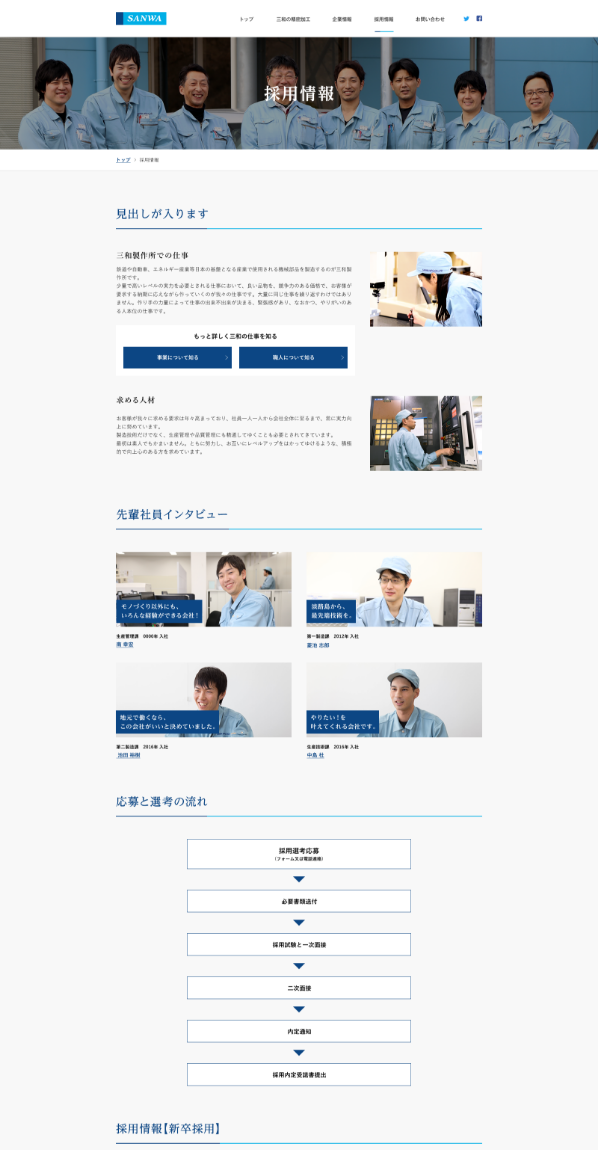 SANWA
トップ
三和の精密加工
企業情報
採用情報
お問い合わせ
採用情報
トップ > 採用情報
見出しが入ります
三和製作所での仕事
鉄道や自動車、エネルギー産業等日本の基盤となる産業で使用される機械部品を製造するのが三和製
作所です。
少量で高いレベルの実力を必要とされる仕事において、良い品物を、競争力のある価格で、お客様が
要求する納期に応えながら作っていくのが我々の仕事です。大量に同じ仕事を繰り返すわけではあり
ません。作り手の力量によって仕事の出来不出来が決まる、緊張感があり、なおかつ、やりがいのあ
る人気位の仕事です。
もっと詳しく三和の仕事を知る
事業について知る
職人について知る
求める人材
お客様が我々に求める要求は年々高まっており、社員一人一人から会社全体に至るまで、常に実力向
上に努めています。
製造技術だけでなく、生産管理や品質管理にも精通してゆくことも必要とされてきています。
最初は素人でもかまいません。ともに努力し、お互いにレベルアップをはかってゆけるような、積極
的で向上心のある方を求めています。
先輩社員インタビュー
モノづくり以外にも、
いろんな経験ができる会社！
生産管理課 0000年 入社
淡路島から、
最先端技術を。
第一製造課 2012年 入社
菱池 志郎
地元で働くなら、
この会社がいいと決めていました。
第二製造課 2016年 入社
池田 裕樹
やりたい！を
叶えてくれる会社です。
生産技術課 2016年 入社
中島 杜
応募と選考の流れ
採用選考応募
（フォーム又は電話連絡）
必要書類送付
採用試験と一次面接
二次面接
内定通知
採用内定受諾書提出
採用情報【新卒採用】